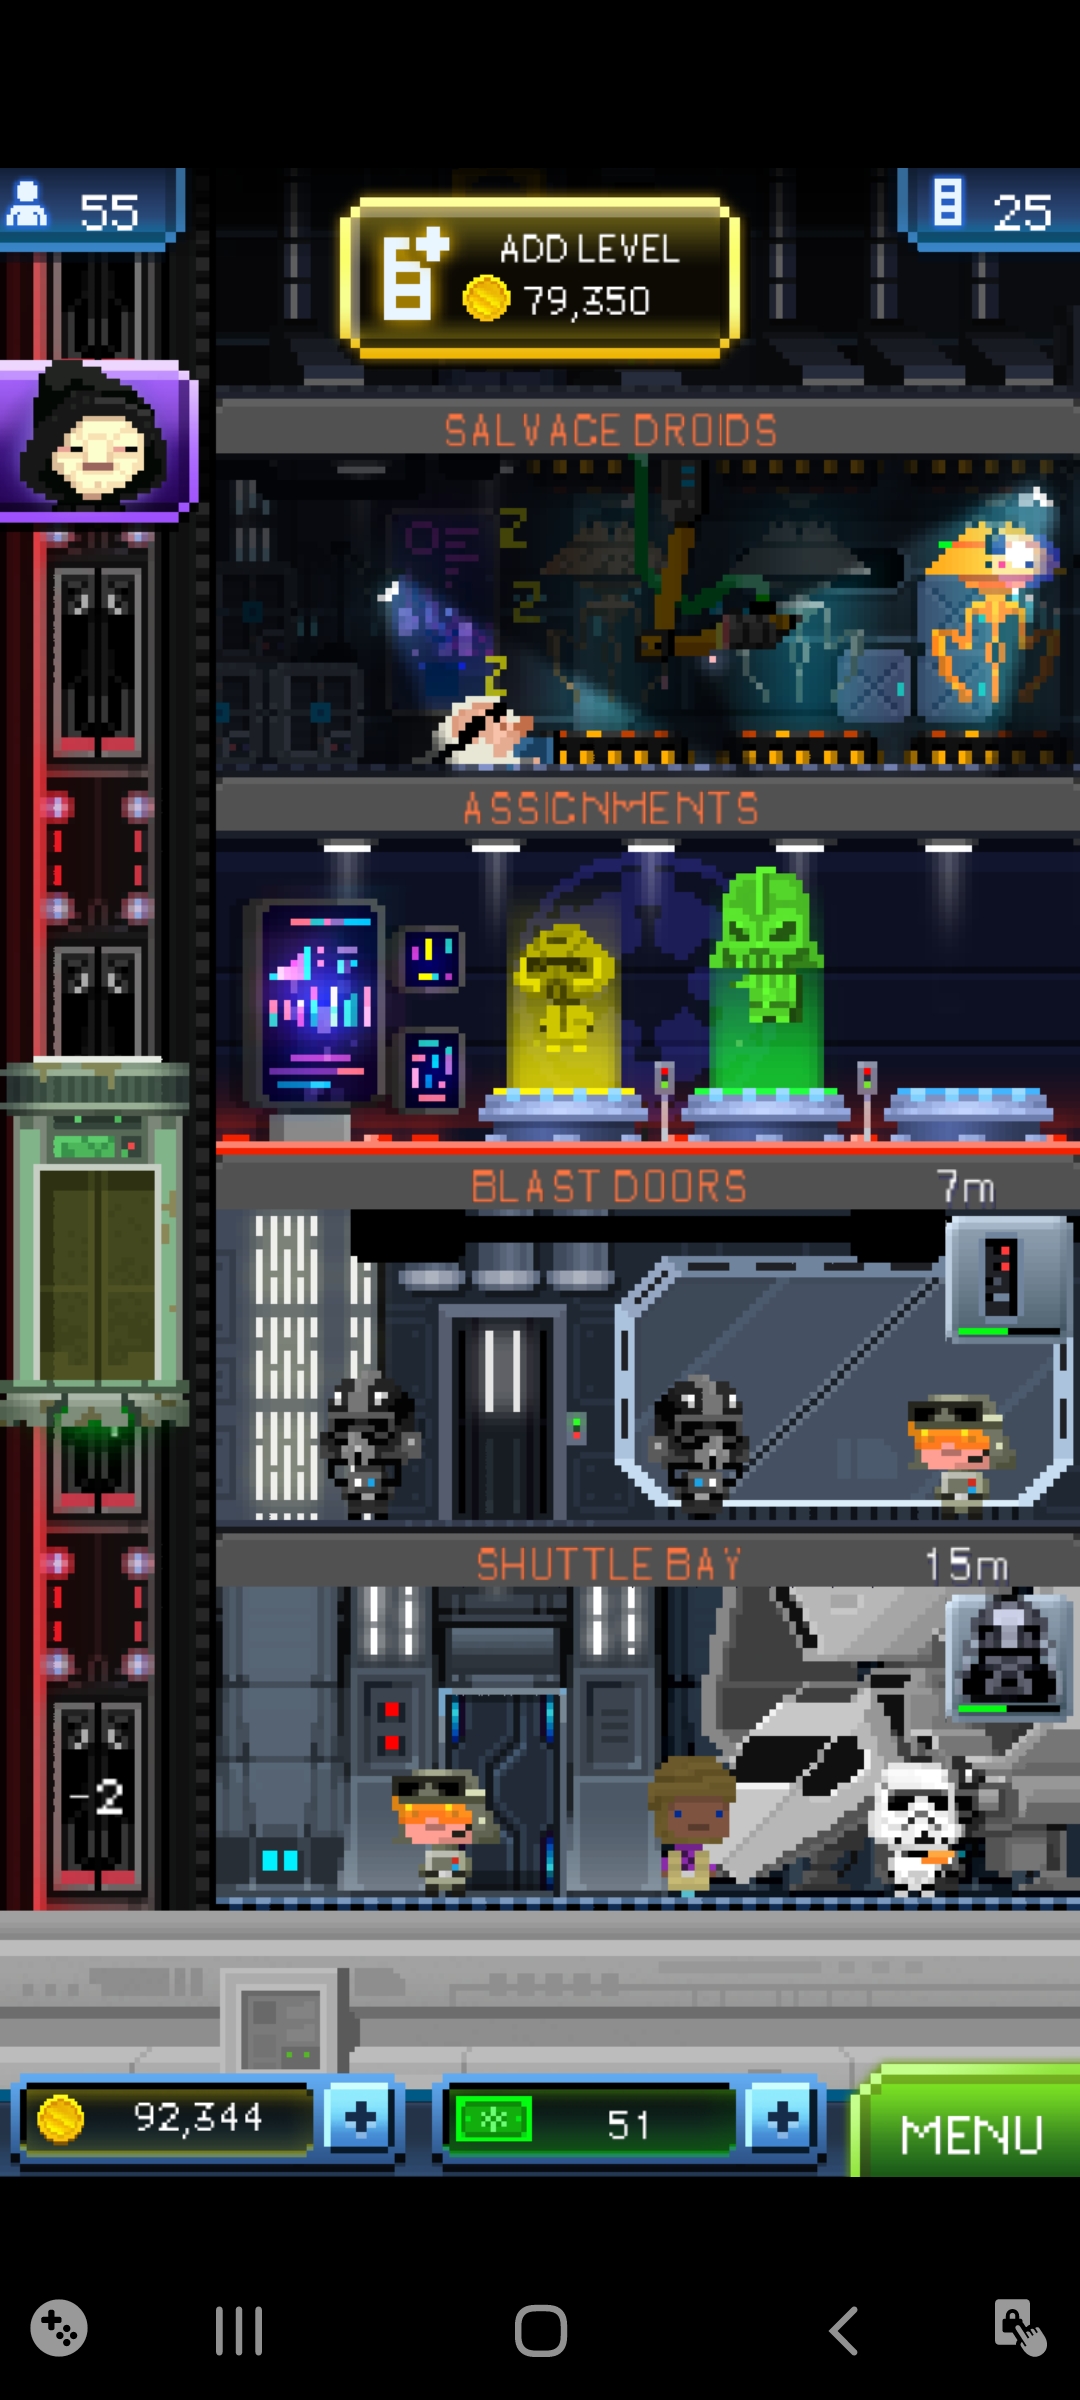 55
ADD LEVEL
79,350
25
SALVAGE DROIDS
Z
Z
Z
ASSIGNMENTS
BLAST DOORS 7m
SHUTTLE BAY 15m
-2
92,344
51
MENU